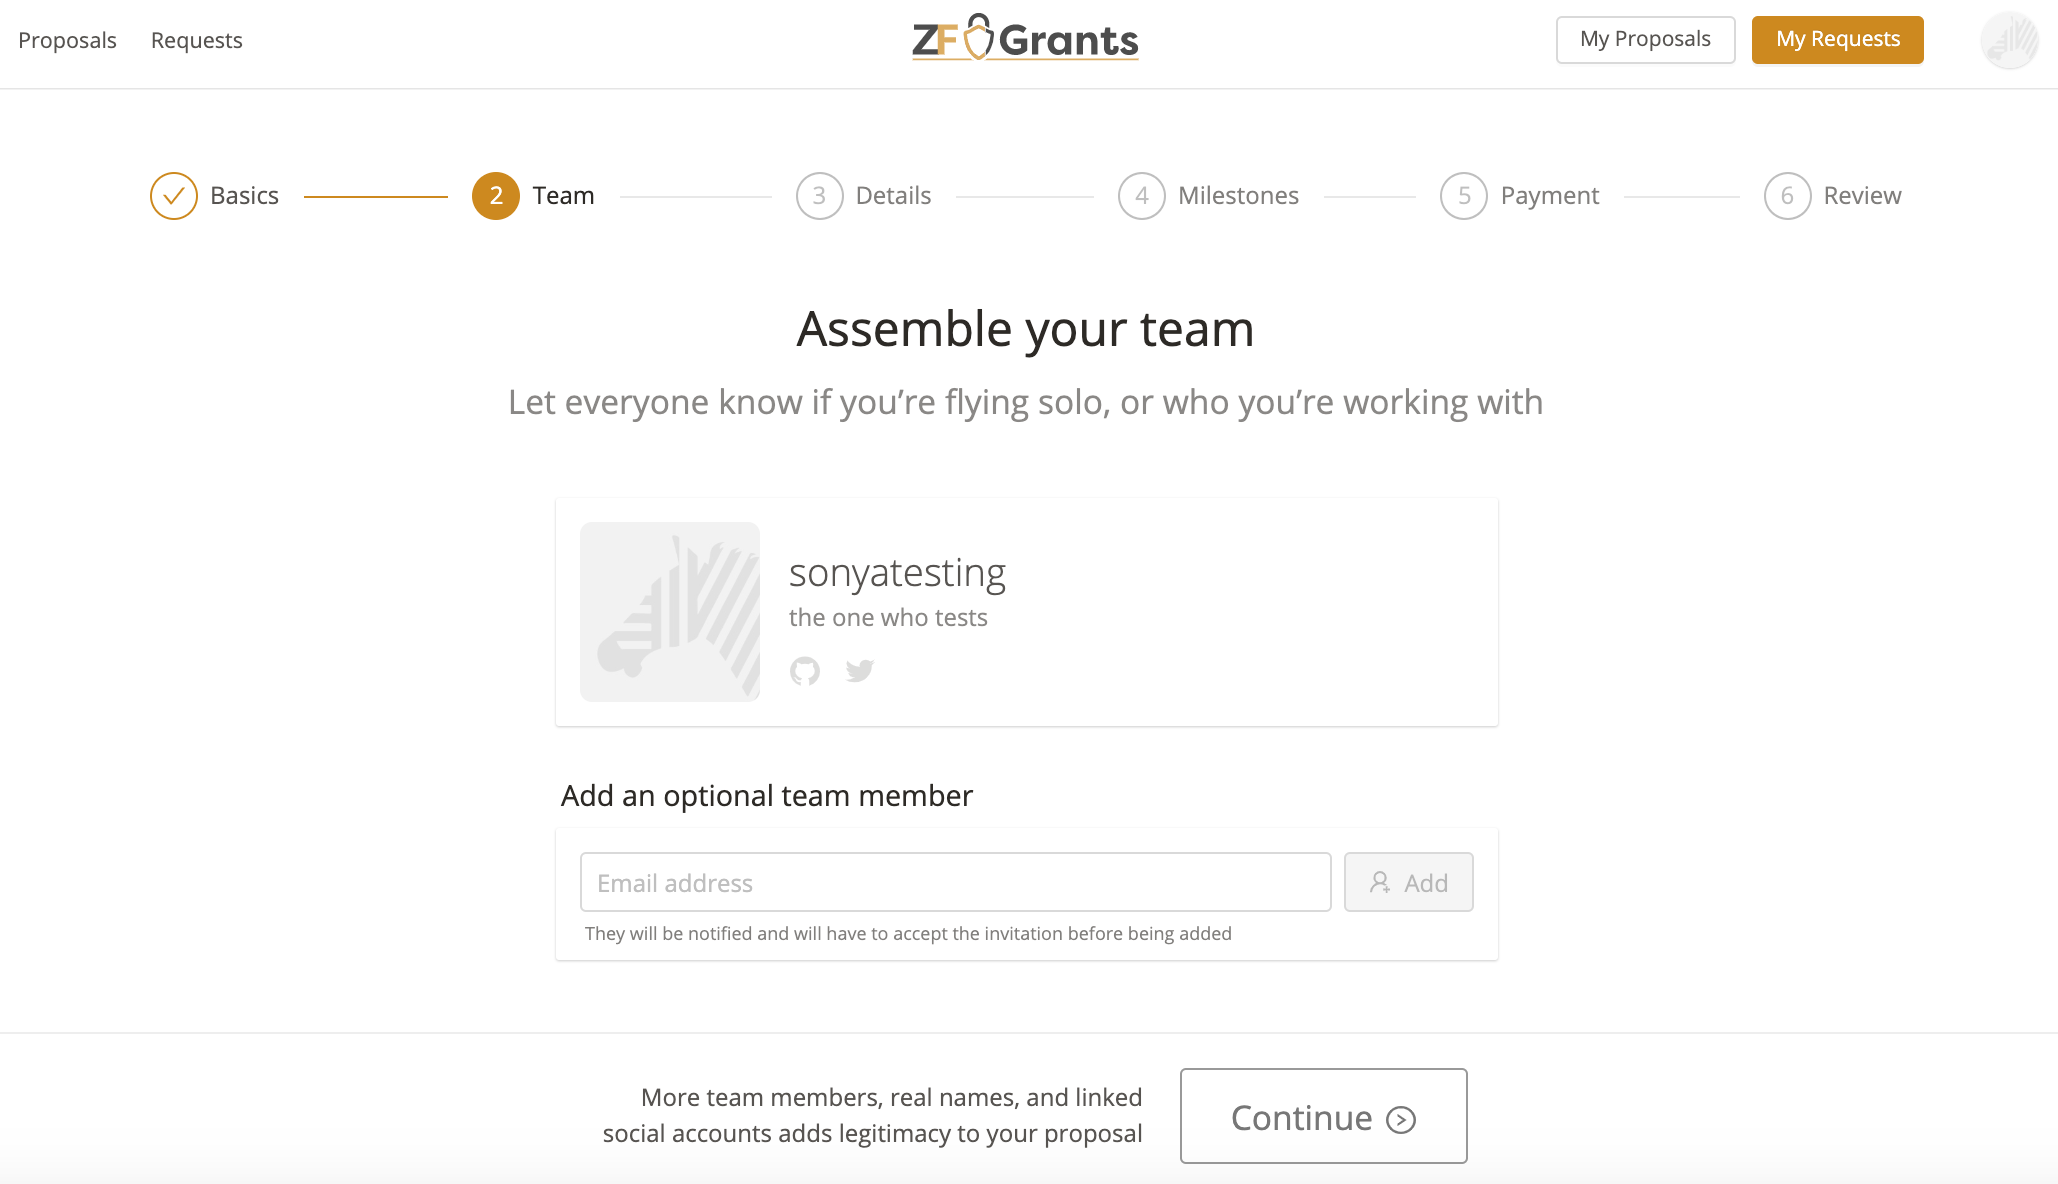 Proposals Requests ZF Grants My Proposals My Requests
Basics 2 Team 3 Details 4 Milestones 5 Payment 6 Review
Assemble your team
Let everyone know if you’re flying solo, or who you’re working with
sonyatesting
the one who tests
Add an optional team member
Email address Add
They will be notified and will have to accept the invitation before being added
More team members, real names, and linked
social accounts adds legitimacy to your proposal
Continue